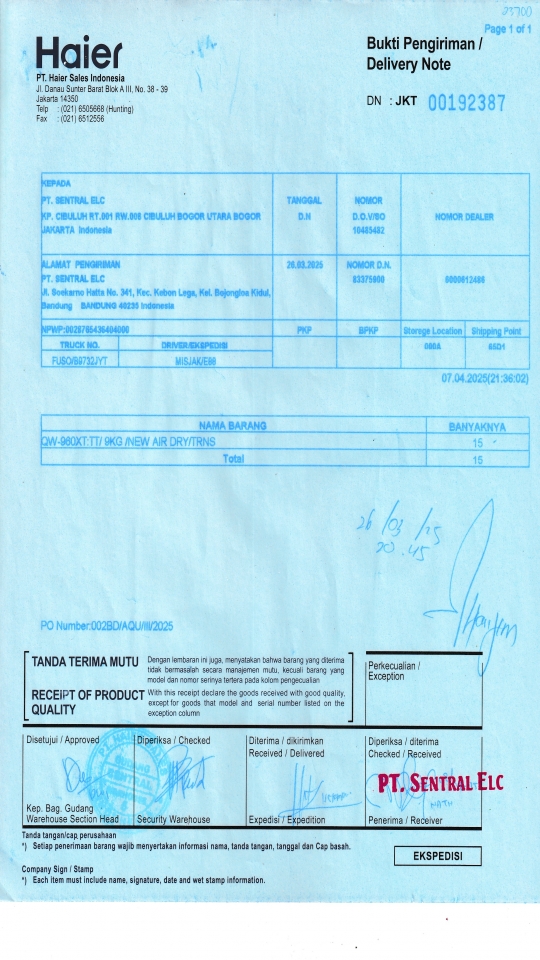 23700
Page 1 of 1
Haier
Bukti Pengiriman /
Delivery Note
PT. Haier Sales Indonesia
Jl. Danau Sunter Barat Blok A III, No. 38 - 39
Jakarta 14350
Telp : (021) 6505668 (Hunting)
Fax : (021) 6512556
DN : JKT 00192387
KEPADA
PT. SENTRAL ELC
KP. CIBULUH RT.001 RW.008 CIBULUH BOGOR UTARA BOGOR
JAKARTA Indonesia
TANGGAL
D.N
NOMOR
D.O.V/SO
10485492
NOMOR DEALER
ALAMAT PENGIRIMAN
PT. SENTRAL ELC
Jl. Soekarno Hatta No. 341, Kec. Kebon Lega, Kel. Bojongloa Kidul,
Bandung BANDUNG 40235 Indonesia
26.03.2025
NOMOR D.N.
83375800
NPWP:
PKP
BPKP
Storege Location
Shipping Point
TRUCK NO.
DRIVER/EKSPEDISI
FUSO/B9732/YT
MISJAK/E88
07.04.2025(21:36:02)
NAMA BARANG
BANYAKNYA
QW-960XT:TT/ 9KG /NEW AIR DRY/TRNS
15
Total
15
26/03/25
20.45
PO Number:002BD/AQU/III/2025
TANDA TERIMA MUTU
Dengan lembaran ini juga, menyatakan bahwa barang yang diterima
tidak bermasalah secara manajemen mutu, kecuali barang yang
model dan nomor serinya tertera pada kolom pengecualian
RECEIPT OF PRODUCT
QUALITY
With this receipt declare the goods received with good quality,
except for goods that model and serial number listed on the
exception column
Perkecualian /
Exception
Disetujui / Approved
Diperiksa / Checked
Diterima / dikirimkan
Received / Delivered
Diperiksa / diterima
Checked / Received
PT. SENTRAL ELC
Kep. Bag. Gudang
Warehouse Section Head
Security Warehouse
Expedisi / Expedition
Penerima / Receiver
Tanda tangan/cap perusahaan
*) Setiap penerimaan barang wajib menyertakan informasi nama, tanda tangan, tanggal dan Cap basah.
EKSPEDISI
Company Sign / Stamp
*) Each item must include name, signature, date and wet stamp information.